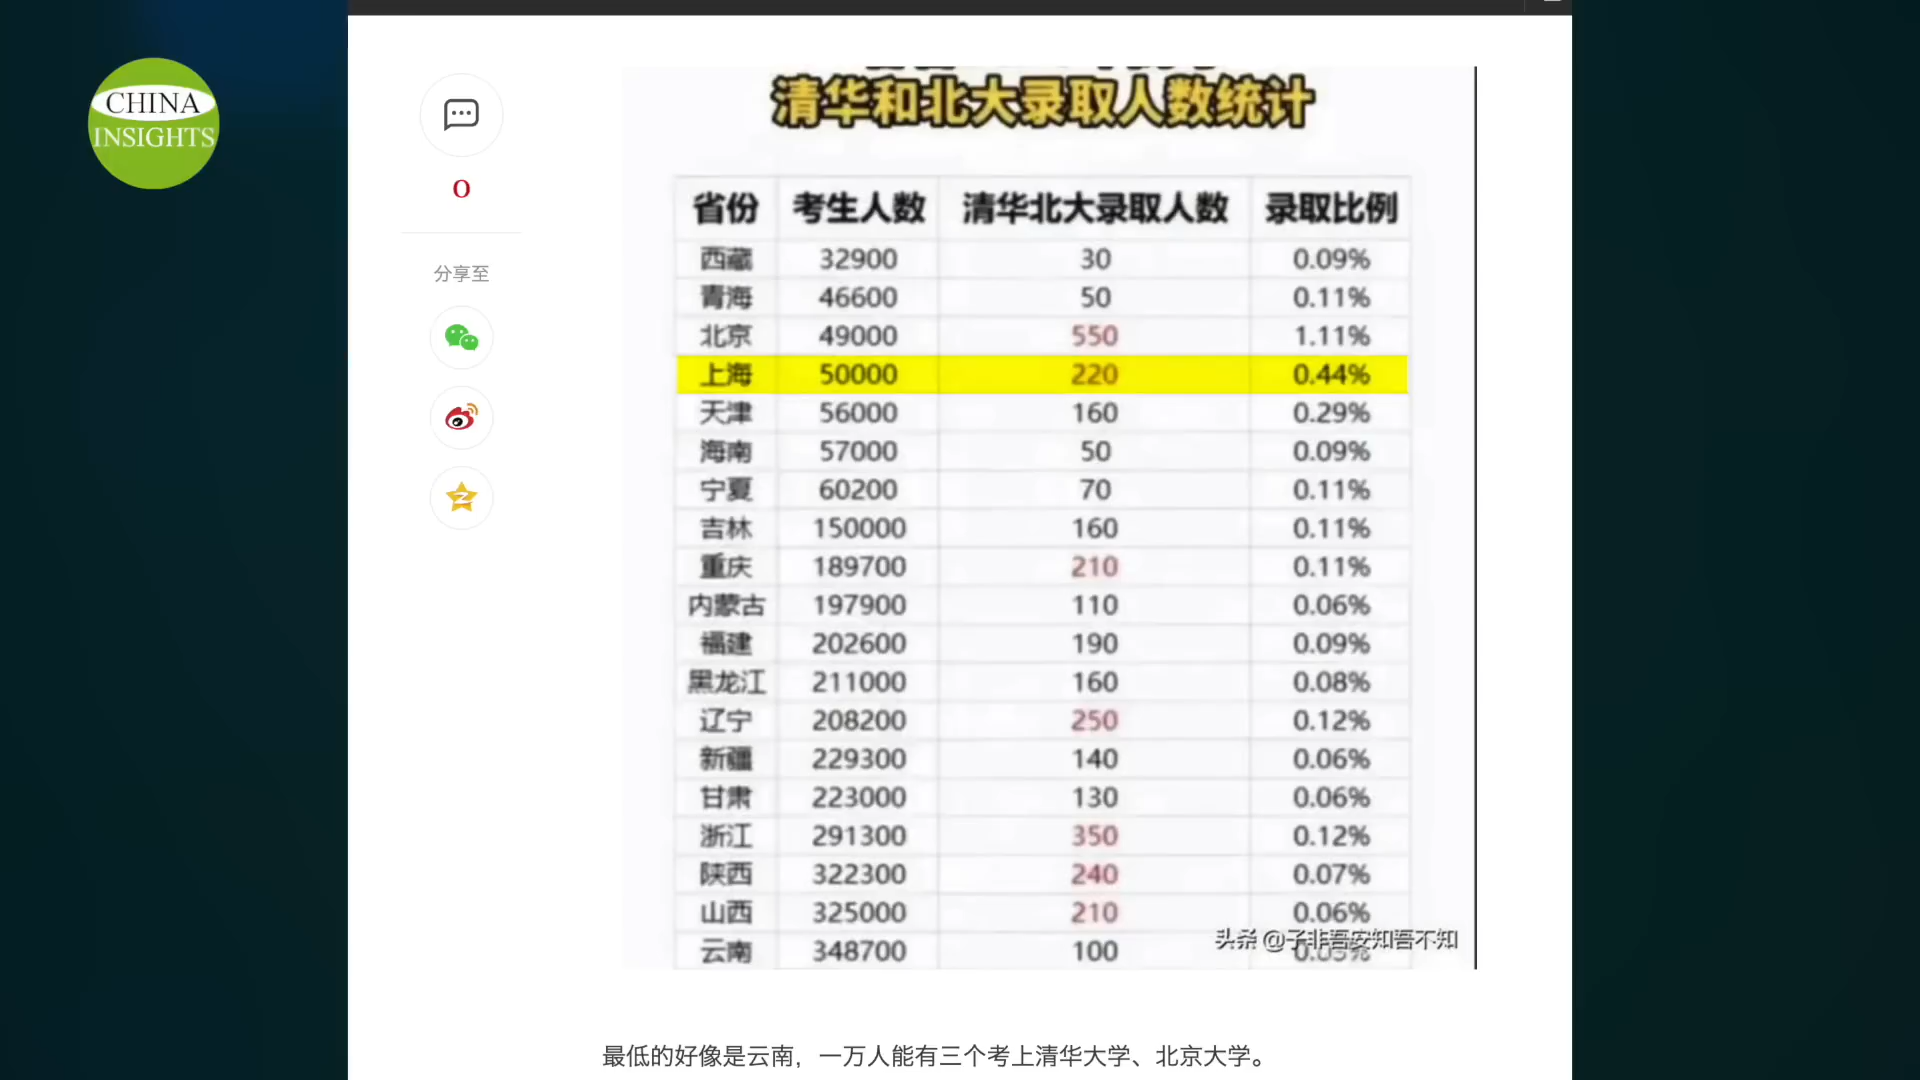 CHINA
INSIGHTS
0
分享至
清华和北大录取人数统计
省份 考生人数 清华北大录取人数 录取比例
西藏 32900 30 0.09%
青海 46600 50 0.11%
北京 49000 550 1.11%
上海 50000 220 0.44%
天津 56000 160 0.29%
海南 57000 50 0.09%
宁夏 60200 70 0.11%
吉林 150000 160 0.11%
重庆 189700 210 0.11%
内蒙古 197900 110 0.06%
福建 202600 190 0.09%
黑龙江 211000 160 0.08%
辽宁 208200 250 0.12%
新疆 229300 140 0.06%
甘肃 223000 130 0.06%
浙江 291300 350 0.12%
陕西 322300 240 0.07%
山西 325000 210 0.06%
云南 348700 100
头条 @子非吾安知吾不知
最低的好像是云南，一万人能有三个考上清华大学、北京大学。